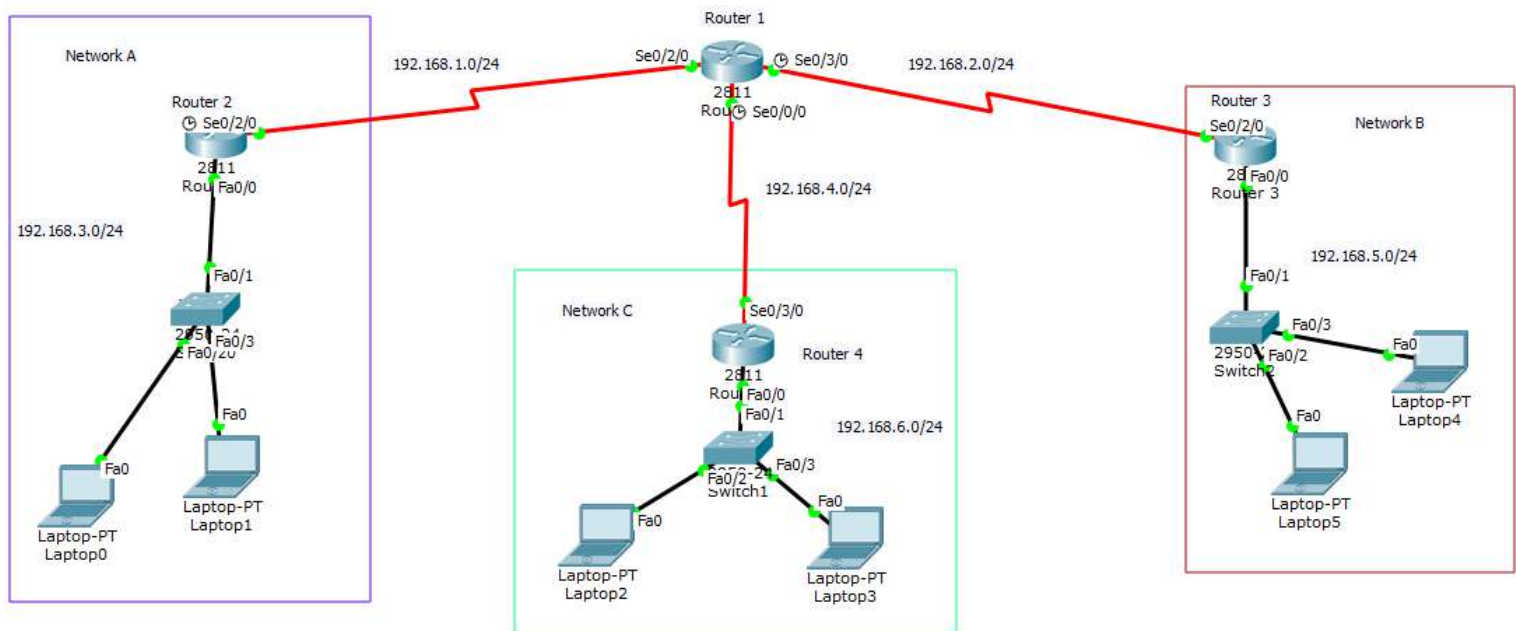 Router 1
Network A
Se0/2/0
Se0/3/0
192.168.1.0/24
192.168.2.0/24
2811
Se0/0/0
Router 2
Se0/2/0
2811
Fa0/0
192.168.3.0/24
Fa0/1
Fa0/3
Fa0/20
Fa0
Fa0
Laptop-PT
Laptop1
Laptop-PT
Laptop0
192.168.4.0/24
Network C
Se0/3/0
Router 4
2811
Fa0/0
Fa0/1
192.168.6.0/24
Fa0/2
Fa0/3
Switch1
Fa0
Fa0
Laptop-PT
Laptop2
Laptop-PT
Laptop3
Router 3
Network B
Se0/2/0
Fa0/0
Router 3
192.168.5.0/24
Fa0/1
Fa0/3
Fa0/2
Switch2
Fa0
Fa0
Laptop-PT
Laptop4
Laptop-PT
Laptop5